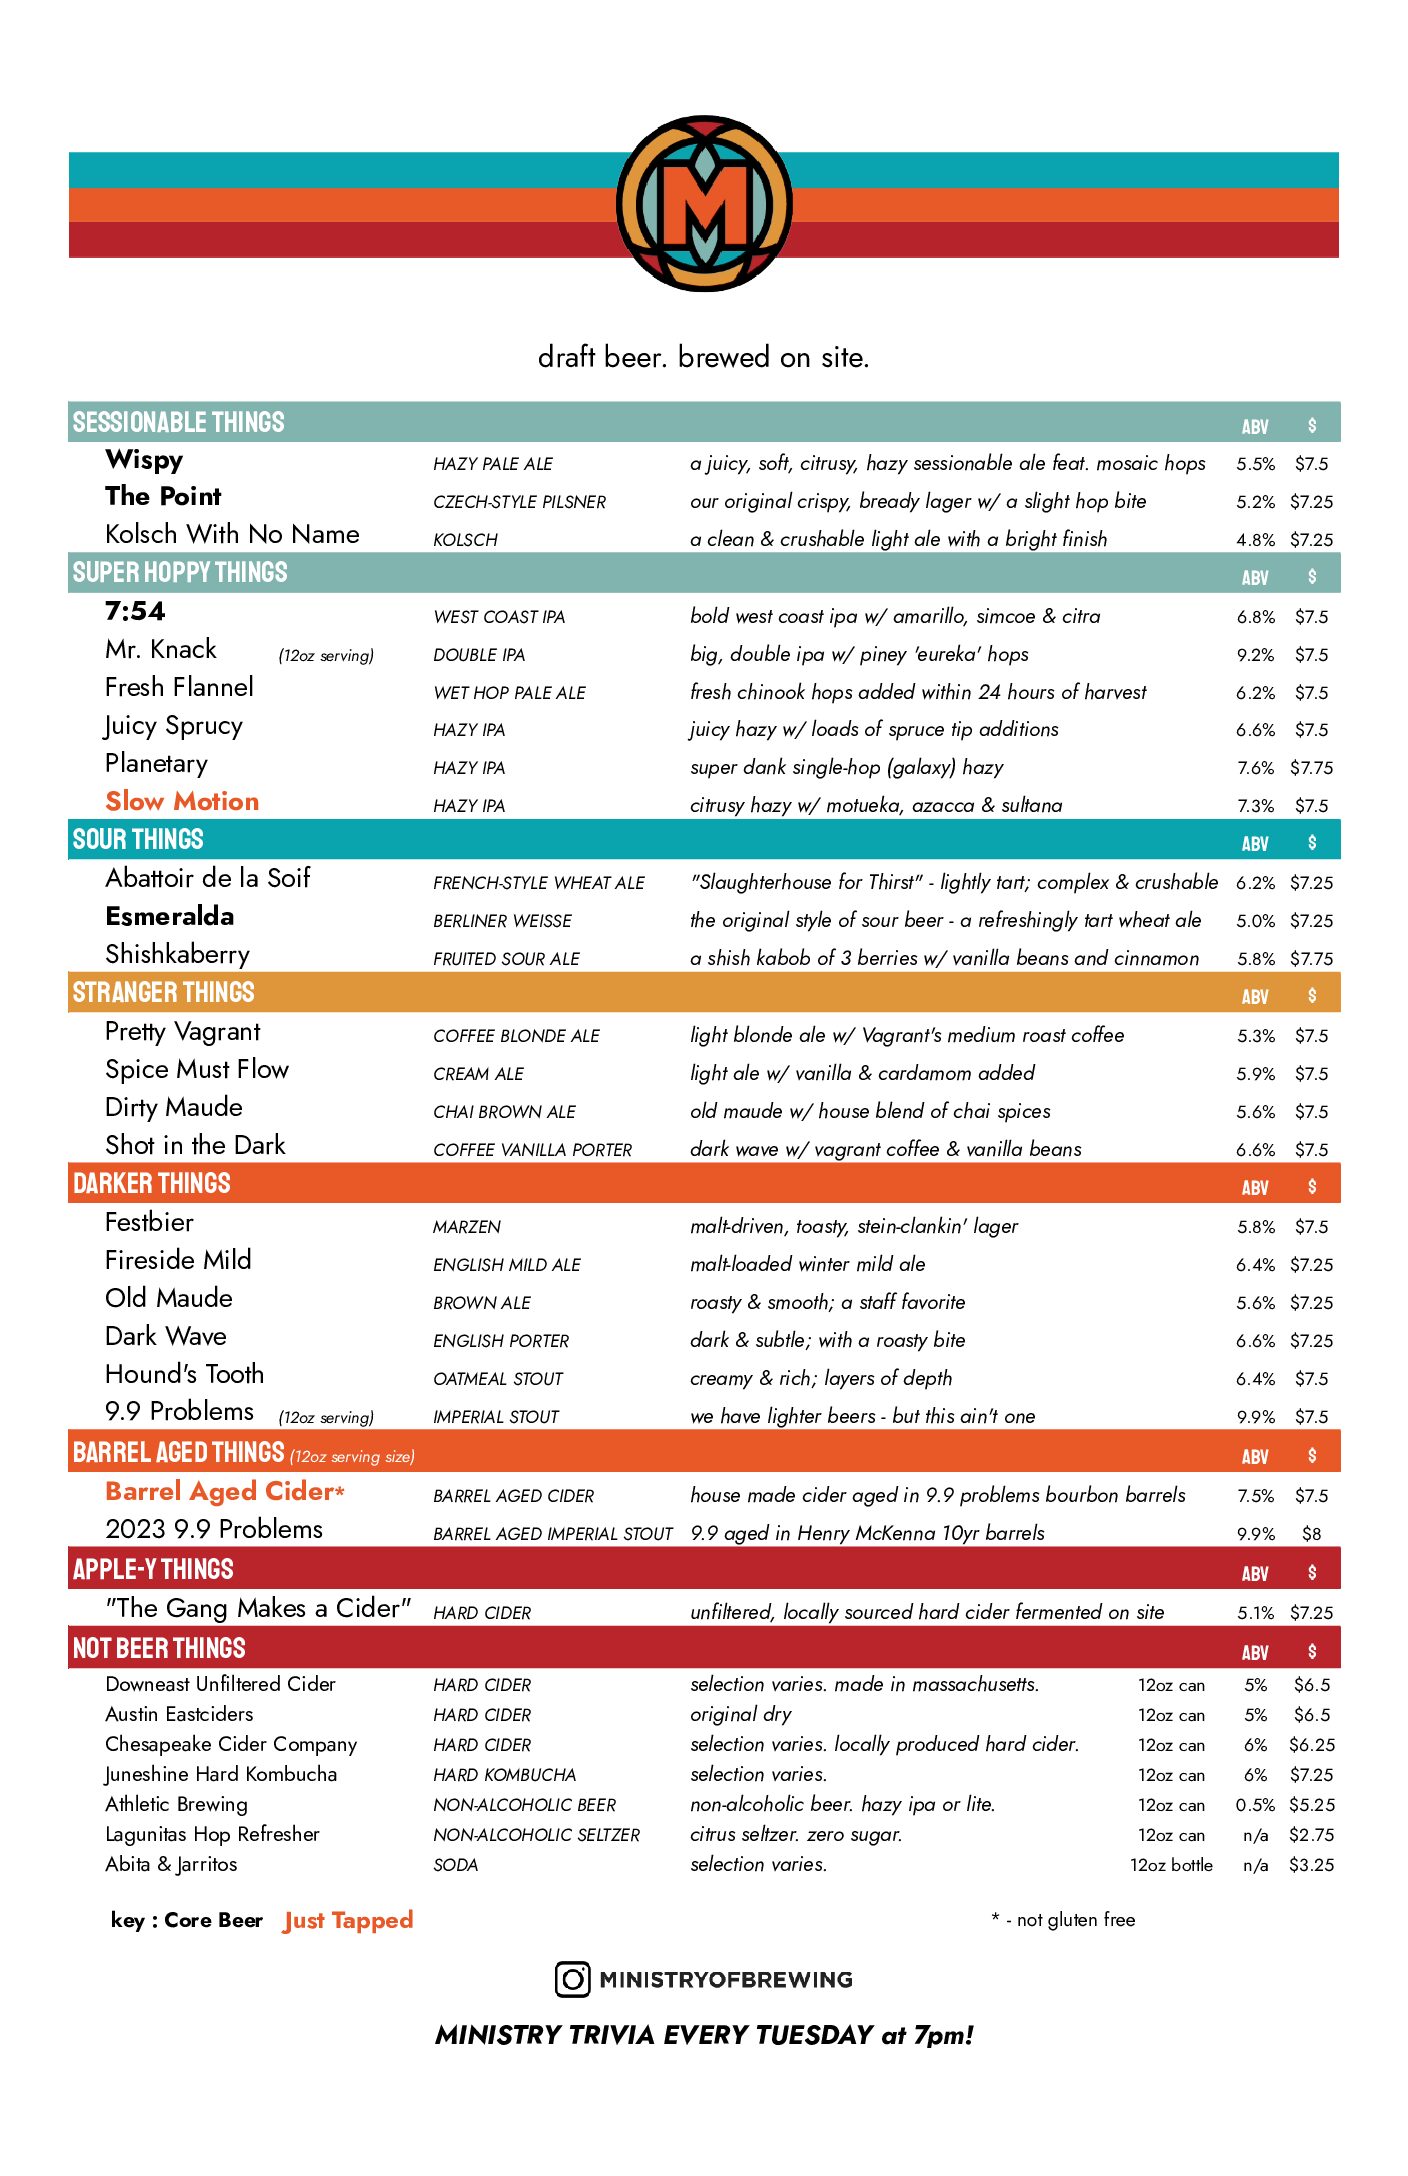 M
draft beer. brewed on site.
SESSIONABLE THINGS ABV $
Wispy HAZY PALE ALE a juicy, soft, citrusy, hazy sessionable ale feat. mosaic hops 5.5% $7.5
The Point CZECH-STYLE PILSNER our original crispy, bready lager w/ a slight hop bite 5.2% $7.25
Kolsch With No Name KOLSCH a clean & crushable light ale with a bright finish 4.8% $7.25
SUPER HOPPY THINGS ABV $
7:54 WEST COAST IPA bold west coast ipa w/ amarillo, simcoe & citra 6.8% $7.5
Mr. Knack (12oz serving) DOUBLE IPA big, double ipa w/ piney 'eureka' hops 9.2% $7.5
Fresh Flannel WET HOP PALE ALE fresh chinook hops added within 24 hours of harvest 6.2% $7.5
Juicy Sprucy HAZY IPA juicy hazy w/ loads of spruce tip additions 6.6% $7.5
Planetary HAZY IPA super dank single-hop (galaxy) hazy 7.6% $7.75
Slow Motion HAZY IPA citrusy hazy w/ motueka, azacca & sultana 7.3% $7.5
SOUR THINGS ABV $
Abattoir de la Soif FRENCH-STYLE WHEAT ALE "Slaughterhouse for Thirst" - lightly tart; complex & crushable 6.2% $7.25
Esmeralda BERLINER WEISSE the original style of sour beer - a refreshingly tart wheat ale 5.0% $7.25
Shishkaberry FRUITED SOUR ALE a shish kabob of 3 berries w/ vanilla beans and cinnamon 5.8% $7.75
STRANGER THINGS ABV $
Pretty Vagrant COFFEE BLONDE ALE light blonde ale w/ Vagrant's medium roast coffee 5.3% $7.5
Spice Must Flow CREAM ALE light ale w/ vanilla & cardamom added 5.9% $7.5
Dirty Maude CHAI BROWN ALE old maude w/ house blend of chai spices 5.6% $7.5
Shot in the Dark COFFEE VANILLA PORTER dark wave w/ vagrant coffee & vanilla beans 6.6% $7.5
DARKER THINGS ABV $
Festbier MARZEN malt-driven, toasty, stein-clankin' lager 5.8% $7.5
Fireside Mild ENGLISH MILD ALE malt-loaded winter mild ale 6.4% $7.25
Old Maude BROWN ALE roasty & smooth; a staff favorite 5.6% $7.25
Dark Wave ENGLISH PORTER dark & subtle; with a roasty bite 6.6% $7.25
Hound's Tooth OATMEAL STOUT creamy & rich; layers of depth 6.4% $7.5
9.9 Problems (12oz serving) IMPERIAL STOUT we have lighter beers - but this ain't one 9.9% $7.5
BARREL AGED THINGS (12oz serving size) ABV $
Barrel Aged Cider* BARREL AGED CIDER house made cider aged in 9.9 problems bourbon barrels 7.5% $7.5
2023 9.9 Problems BARREL AGED IMPERIAL STOUT 9.9 aged in Henry McKenna 10yr barrels 9.9% $8
APPLE-Y THINGS ABV $
"The Gang Makes a Cider" HARD CIDER unfiltered, locally sourced hard cider fermented on site 5.1% $7.25
NOT BEER THINGS ABV $
Downeast Unfiltered Cider HARD CIDER selection varies. made in massachusetts. 12oz can 5% $6.5
Austin Eastciders HARD CIDER original dry 12oz can 5% $6.5
Chesapeake Cider Company HARD CIDER selection varies. locally produced hard cider. 12oz can 6% $6.25
Juneshine Hard Kombucha HARD KOMBUCHA selection varies. 12oz can 6% $7.25
Athletic Brewing NON-ALCOHOLIC BEER non-alcoholic beer. hazy ipa or lite. 12oz can 0.5% $5.25
Lagunitas Hop Refresher NON-ALCOHOLIC SELTZER citrus seltzer. zero sugar. 12oz can n/a $2.75
Abita & Jarritos SODA selection varies. 12oz bottle n/a $3.25
key : Core Beer Just Tapped * - not gluten free
MINISTRYOFBREWING
MINISTRY TRIVIA EVERY TUESDAY at 7pm!